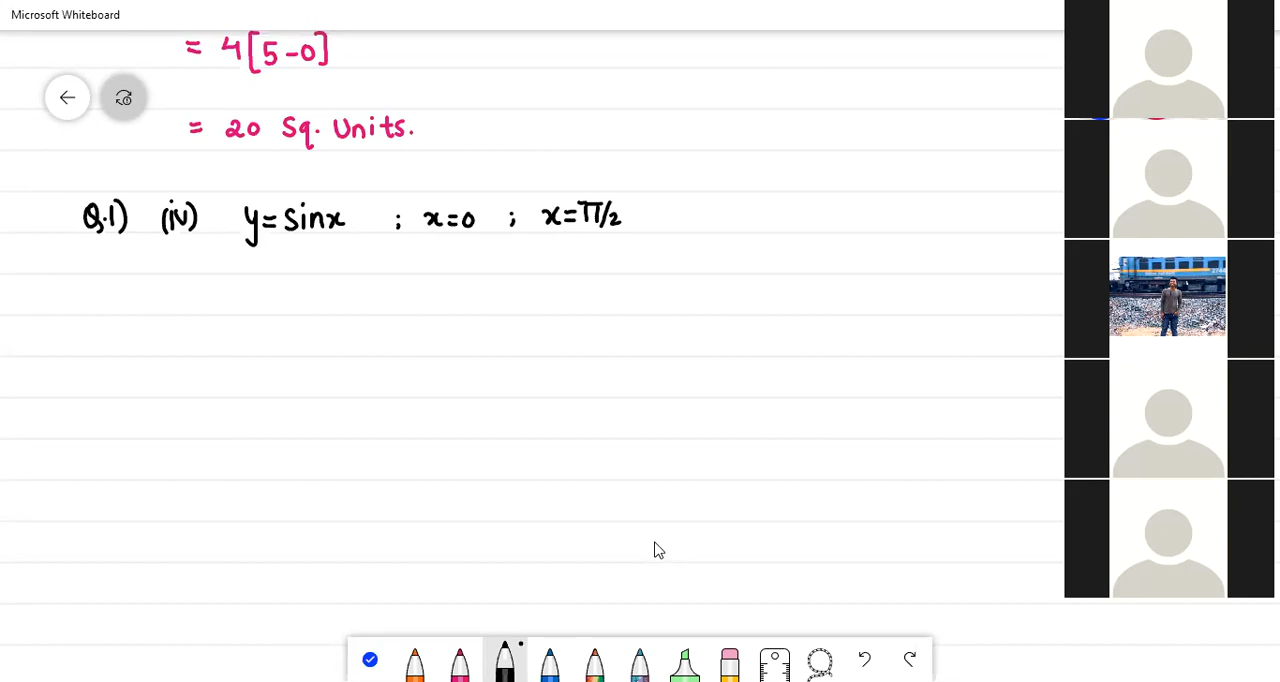 Microsoft Whiteboard
= 4[5-0]
= 20 Sq. Units.
Q.1) (iv) y=sinx ; x=0 ; x=π/2